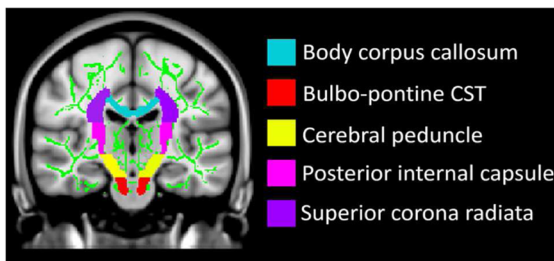 Body corpus callosum
Bulbo-pontine CST
Cerebral peduncle
Posterior internal capsule
Superior corona radiata